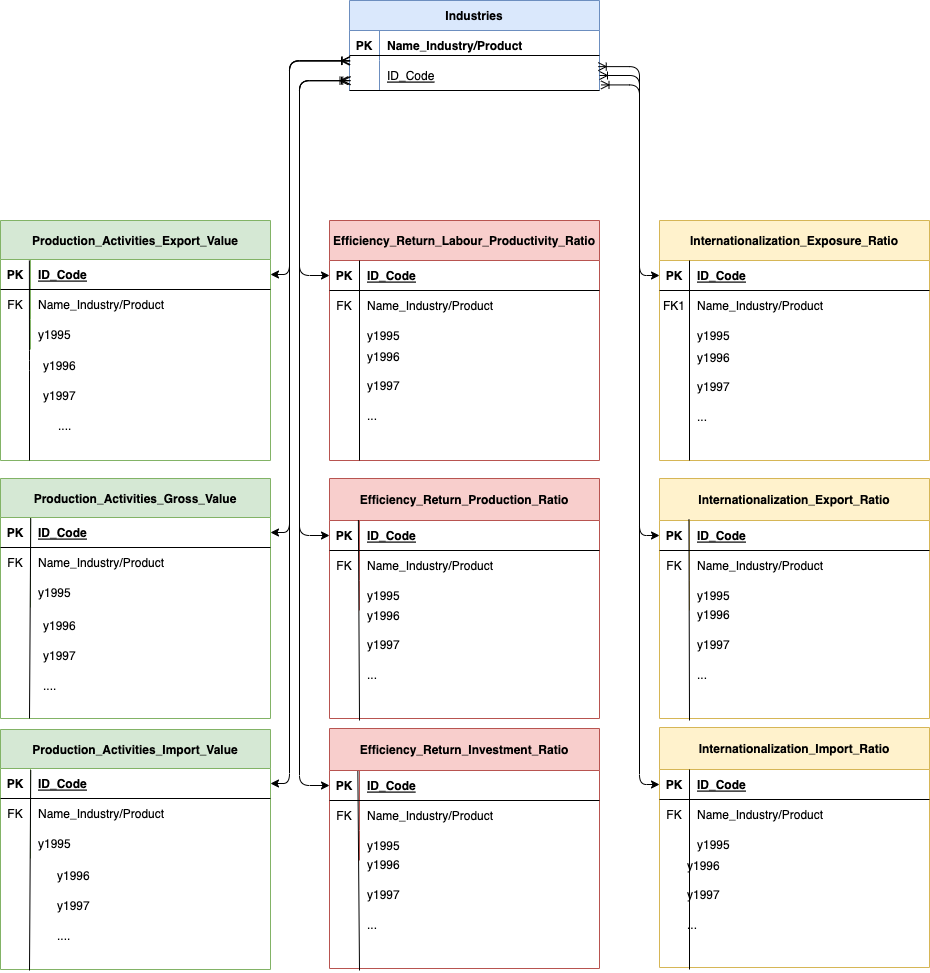 Industries
PK Name_Industry/Product
ID_Code
Production_Activities_Export_Value
PK ID_Code
FK Name_Industry/Product
y1995
y1996
y1997
....
Efficiency_Return_Labour_Productivity_Ratio
PK ID_Code
FK Name_Industry/Product
y1995
y1996
y1997
...
Internationalization_Exposure_Ratio
PK ID_Code
FK1 Name_Industry/Product
y1995
y1996
y1997
...
Production_Activities_Gross_Value
PK ID_Code
FK Name_Industry/Product
y1995
y1996
y1997
....
Efficiency_Return_Production_Ratio
PK ID_Code
FK Name_Industry/Product
y1995
y1996
y1997
...
Internationalization_Export_Ratio
PK ID_Code
FK Name_Industry/Product
y1995
y1996
y1997
...
Production_Activities_Import_Value
PK ID_Code
FK Name_Industry/Product
y1995
y1996
y1997
....
Efficiency_Return_Investment_Ratio
PK ID_Code
FK Name_Industry/Product
y1995
y1996
y1997
...
Internationalization_Import_Ratio
PK ID_Code
FK Name_Industry/Product
y1995
y1996
y1997
...